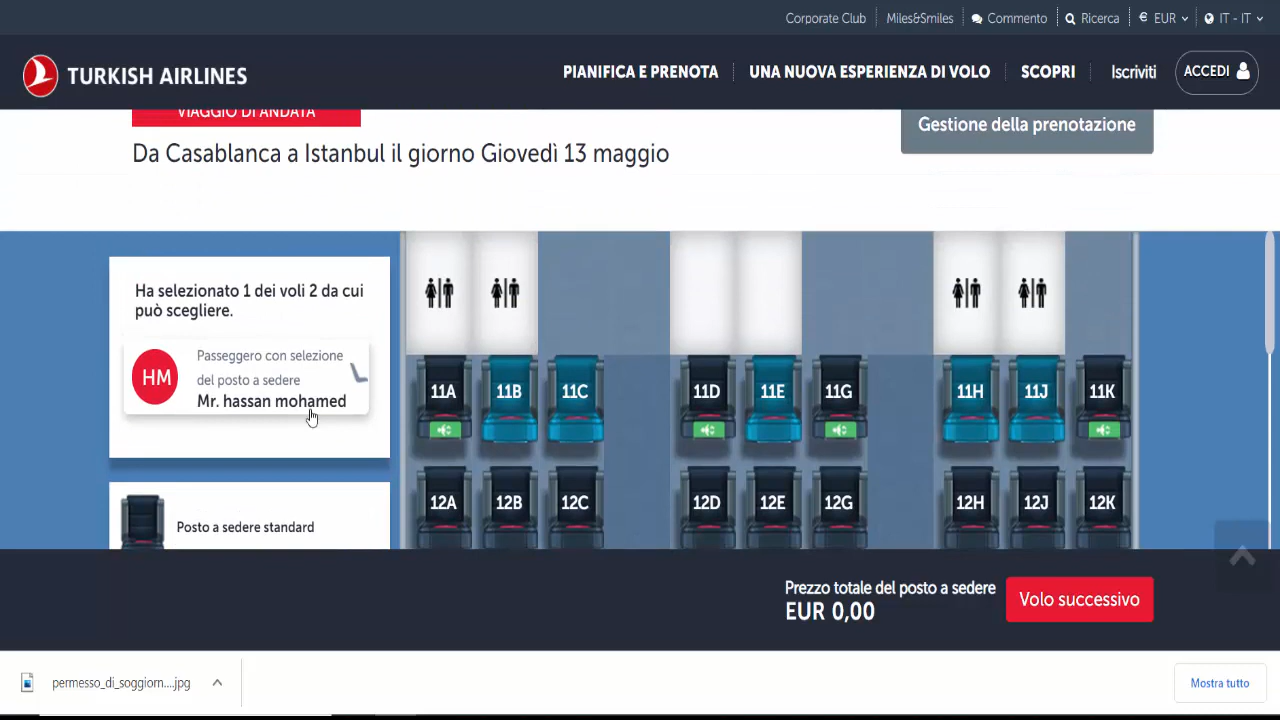 Corporate Club
Miles&Smiles
Commento
Ricerca
€ EUR
IT - IT
TURKISH AIRLINES
PIANIFICA E PRENOTA
UNA NUOVA ESPERIENZA DI VOLO
SCOPRI
Iscriviti
ACCEDI
VIAGGIO DI ANDATA
Da Casablanca a Istanbul il giorno Giovedì 13 maggio
Gestione della prenotazione
Ha selezionato 1 dei voli 2 da cui
può scegliere.
HM
Passeggero con selezione
del posto a sedere
Mr. hassan mohamed
Posto a sedere standard
11A 11B 11C 11D 11E 11G 11H 11J 11K
12A 12B 12C 12D 12E 12G 12H 12J 12K
Prezzo totale del posto a sedere
EUR 0,00
Volo successivo
permesso_di_soggiorn....jpg
Mostra tutto